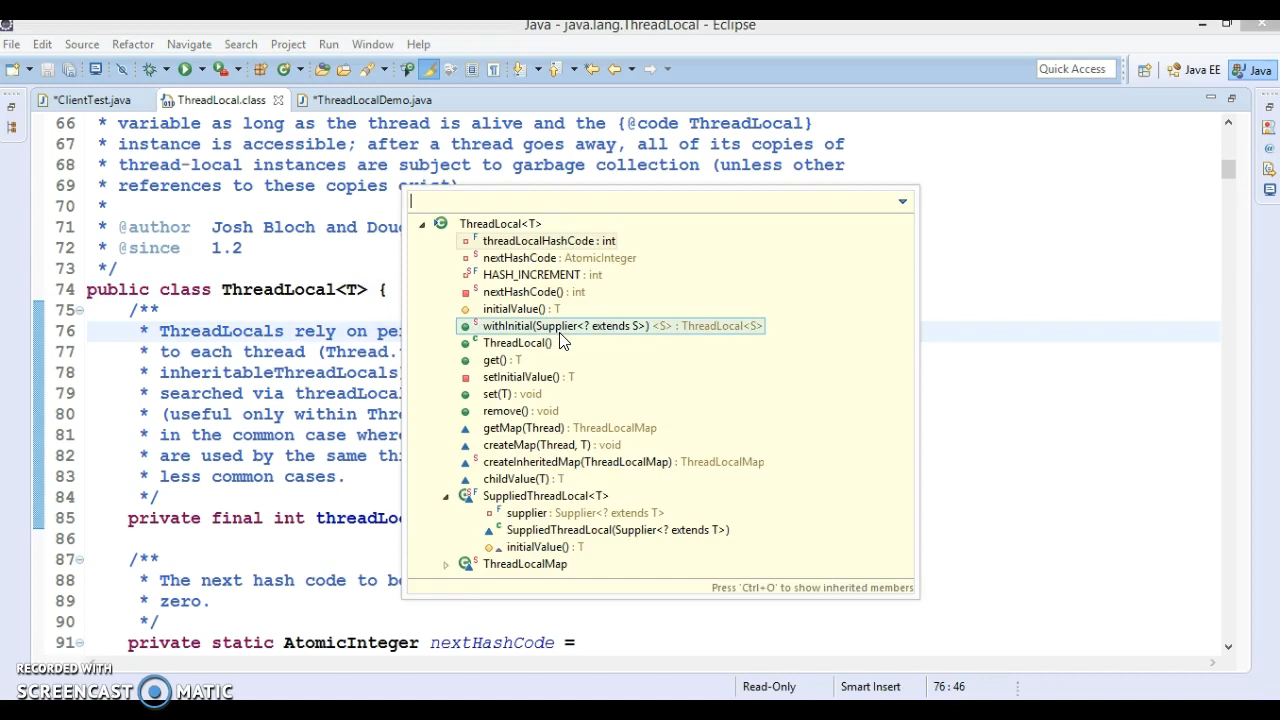 Java - java.lang.ThreadLocal - Eclipse
File Edit Source Refactor Navigate Search Project Run Window Help
Quick Access
Java EE
Java
*ClientTest.java
ThreadLocal.class
*ThreadLocalDemo.java
66 * variable as long as the thread is alive and the {@code ThreadLocal}
67 * instance is accessible; after a thread goes away, all of its copies of
68 * thread-local instances are subject to garbage collection (unless other
69 * references to these copies exist).
70 *
71 * @author Josh Bloch and Doug
72 * @since 1.2
73 */
74 public class ThreadLocal<T> {
75 /**
76 * ThreadLocals rely on per
77 * to each thread (Thread.t
78 * inheritableThreadLocals)
79 * searched via threadLocal
80 * (useful only within Thre
81 * in the common case where
82 * are used by the same thr
83 * less common cases.
84 */
85 private final int threadLoc
86
87 /**
88 * The next hash code to be
89 * zero.
90 */
91 private static AtomicInteger nextHashCode =
ThreadLocal<T>
threadLocalHashCode : int
nextHashCode : AtomicInteger
HASH_INCREMENT : int
nextHashCode() : int
initialValue() : T
withInitial(Supplier<? extends S>) <S> : ThreadLocal<S>
ThreadLocal()
get() : T
setInitialValue() : T
set(T) : void
remove() : void
getMap(Thread) : ThreadLocalMap
createMap(Thread, T) : void
createInheritedMap(ThreadLocalMap) : ThreadLocalMap
childValue(T) : T
SuppliedThreadLocal<T>
supplier : Supplier<? extends T>
SuppliedThreadLocal(Supplier<? extends T>)
initialValue() : T
ThreadLocalMap
Press 'Ctrl+O' to show inherited members
RECORDED WITH
SCREENCAST MATIC
Read-Only
Smart Insert
76 : 46